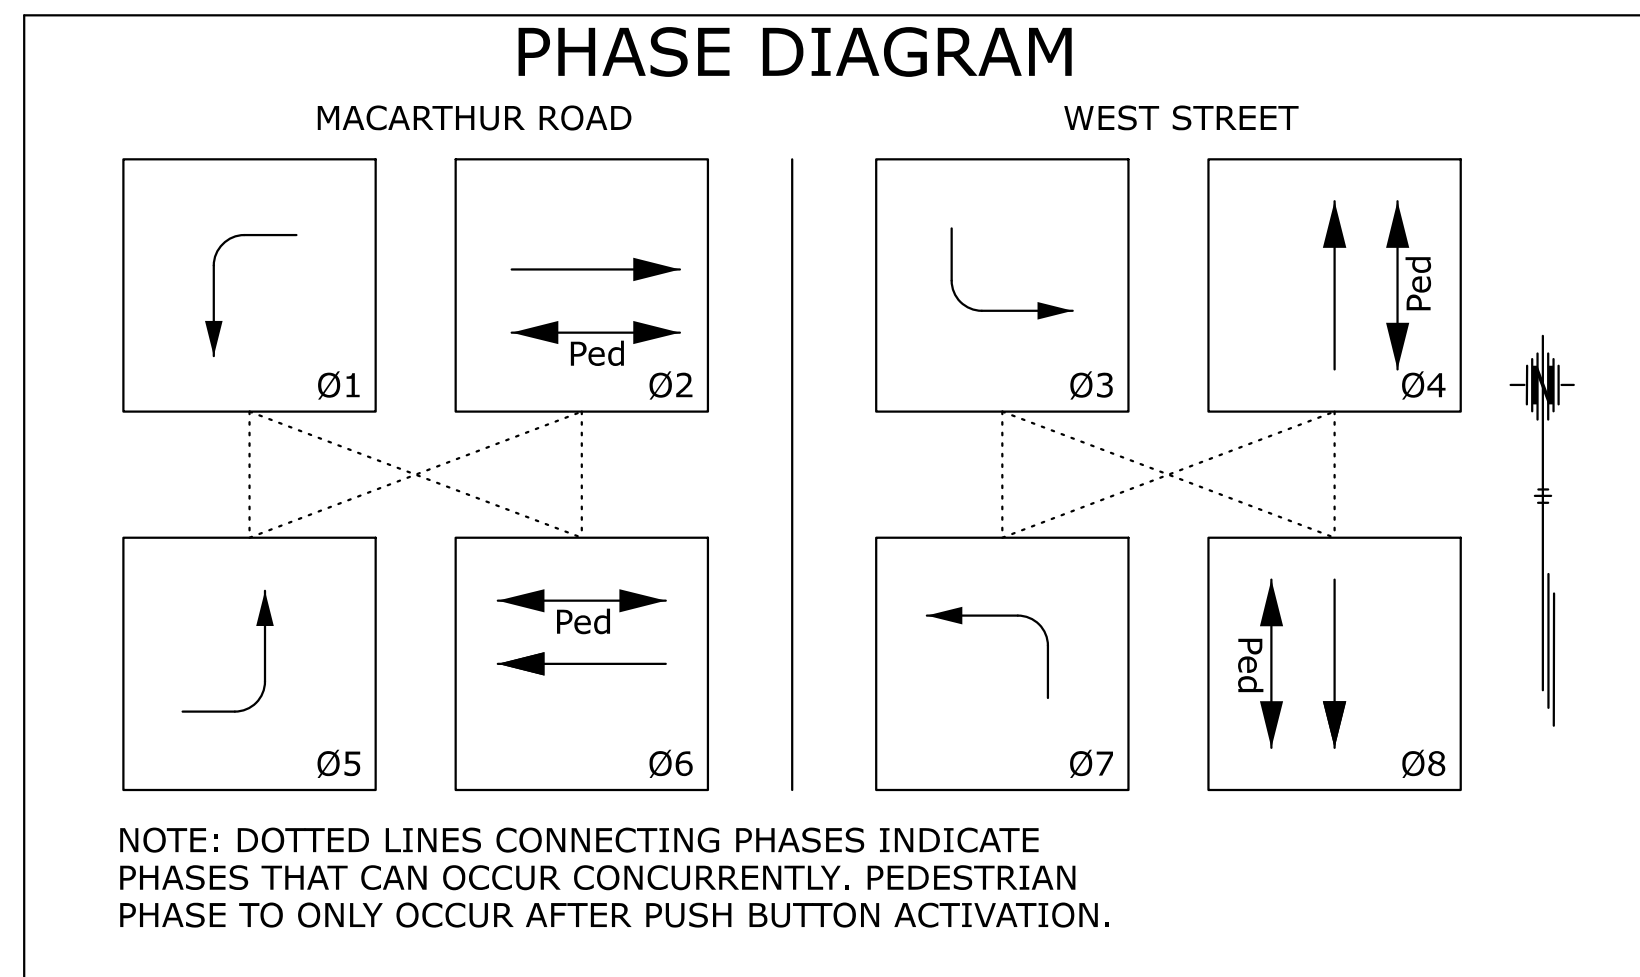 PHASE DIAGRAM
MACARTHUR ROAD
WEST STREET
Ø1
Ped
Ø2
Ø3
Ped
Ø4
N
Ø5
Ped
Ø6
Ø7
Ped
Ø8
NOTE: DOTTED LINES CONNECTING PHASES INDICATE
PHASES THAT CAN OCCUR CONCURRENTLY. PEDESTRIAN
PHASE TO ONLY OCCUR AFTER PUSH BUTTON ACTIVATION.